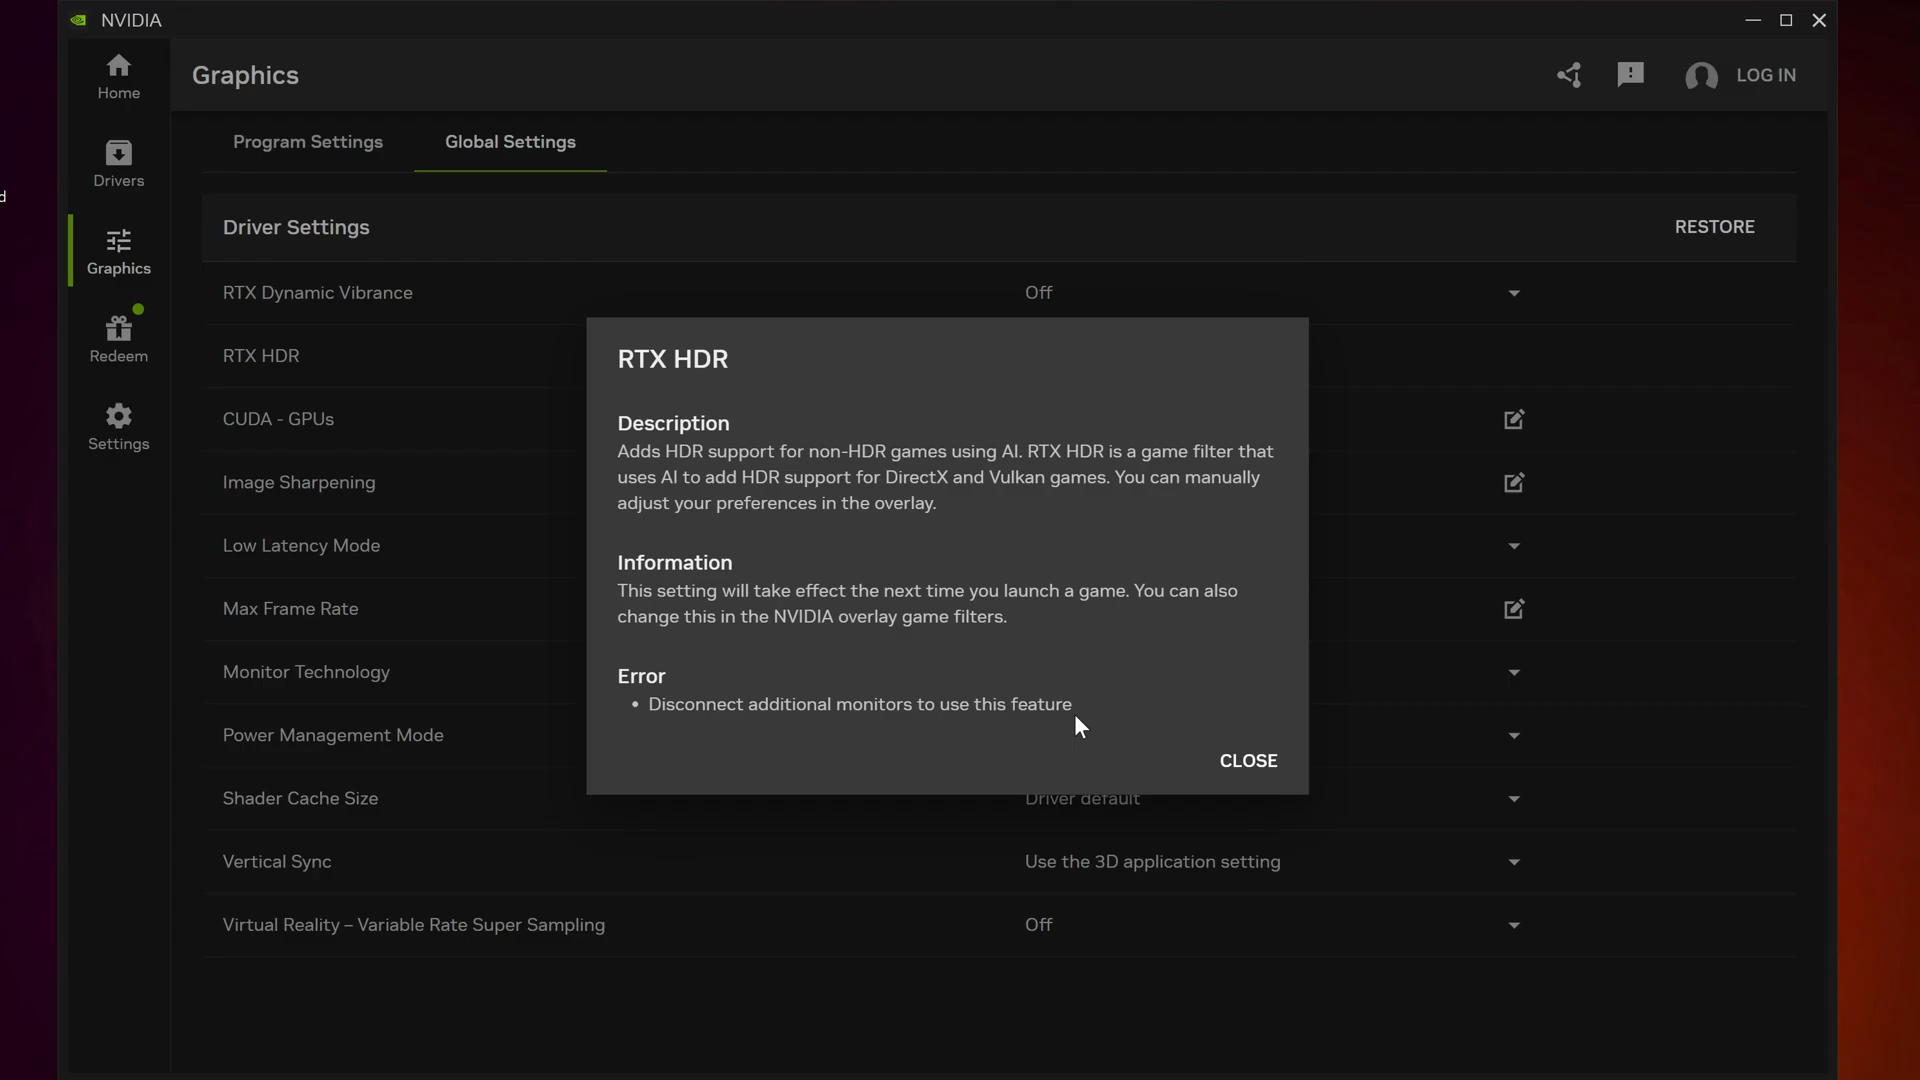 NVIDIA
Home
Graphics
LOG IN
Program Settings
Global Settings
Drivers
d
Driver Settings
RESTORE
Graphics
RTX Dynamic Vibrance
Off
Redeem
RTX HDR
CUDA - GPUs
Settings
Image Sharpening
Low Latency Mode
Max Frame Rate
Monitor Technology
Power Management Mode
Shader Cache Size
Driver default
Vertical Sync
Use the 3D application setting
Virtual Reality – Variable Rate Super Sampling
Off
RTX HDR
Description
Adds HDR support for non-HDR games using AI. RTX HDR is a game filter that
uses AI to add HDR support for DirectX and Vulkan games. You can manually
adjust your preferences in the overlay.
Information
This setting will take effect the next time you launch a game. You can also
change this in the NVIDIA overlay game filters.
Error
• Disconnect additional monitors to use this feature
CLOSE